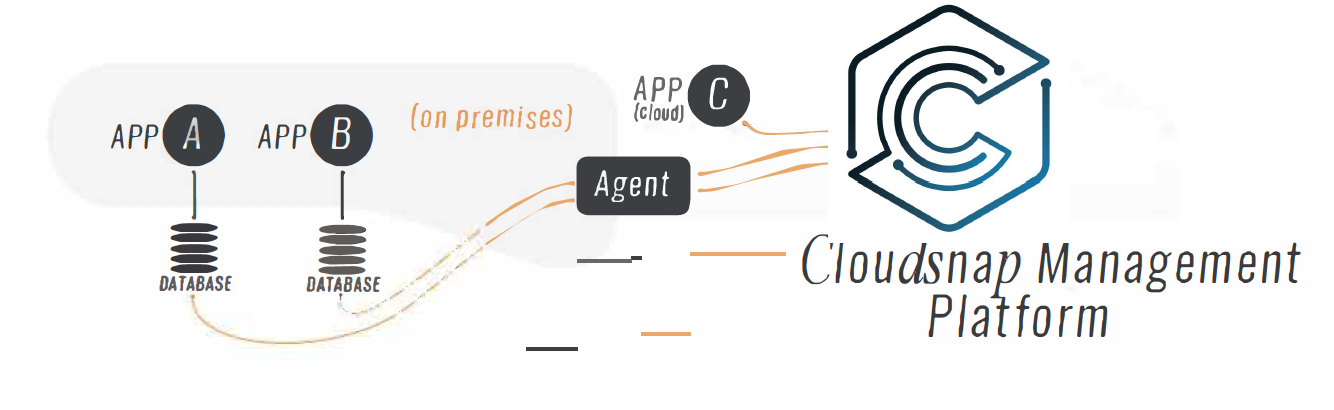 APP A
APP B
(on premises)
APP
(cloud)
C
Agent
DATABASE
DATABASE
Cloudsnap Management
Platform